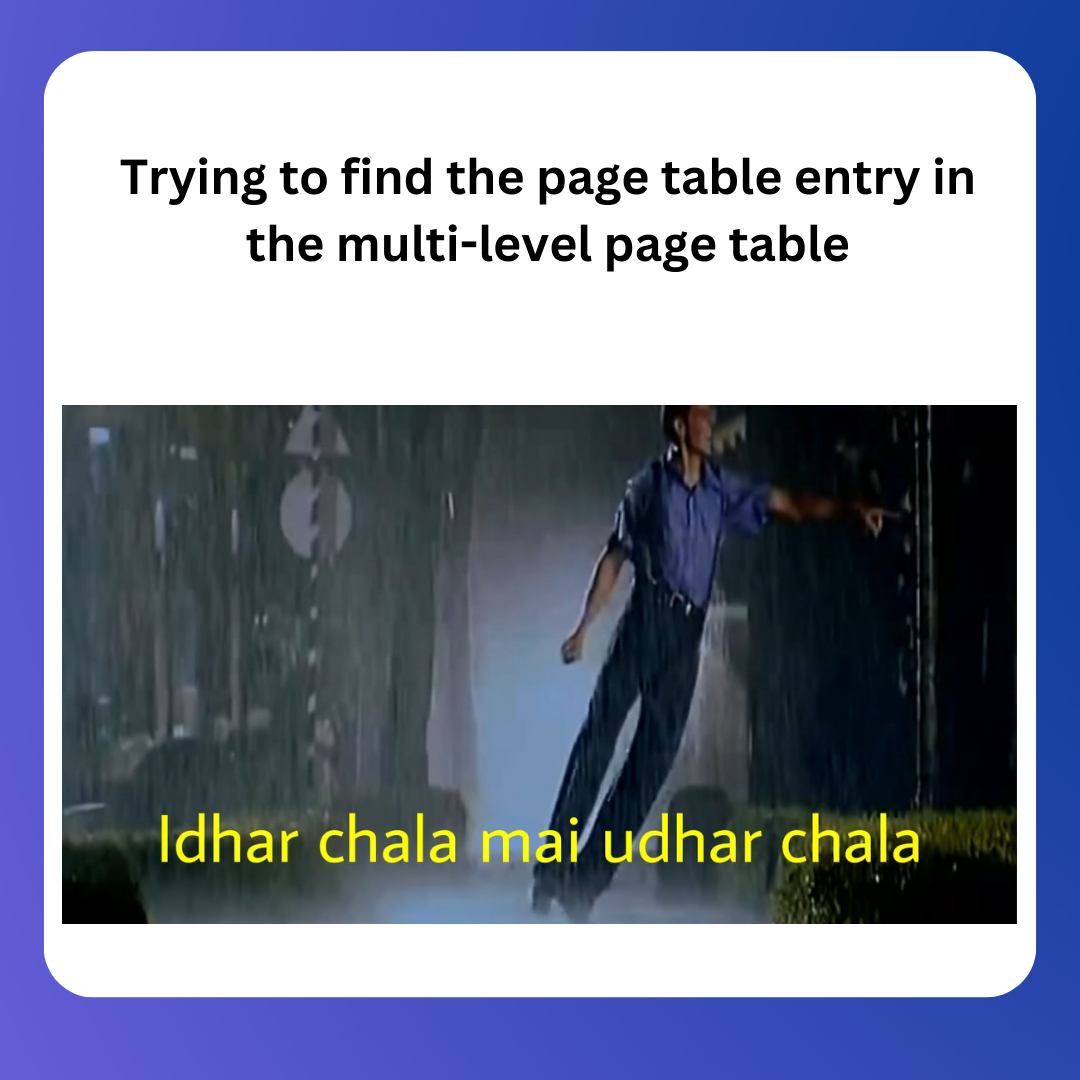 Trying to find the page table entry in
the multi-level page table
Idhar chala mai udhar chala